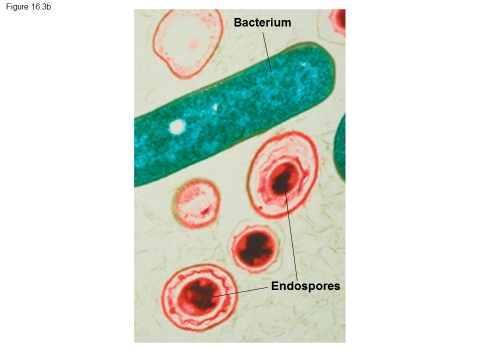 Figure 16.3b
Bacterium
Endospores